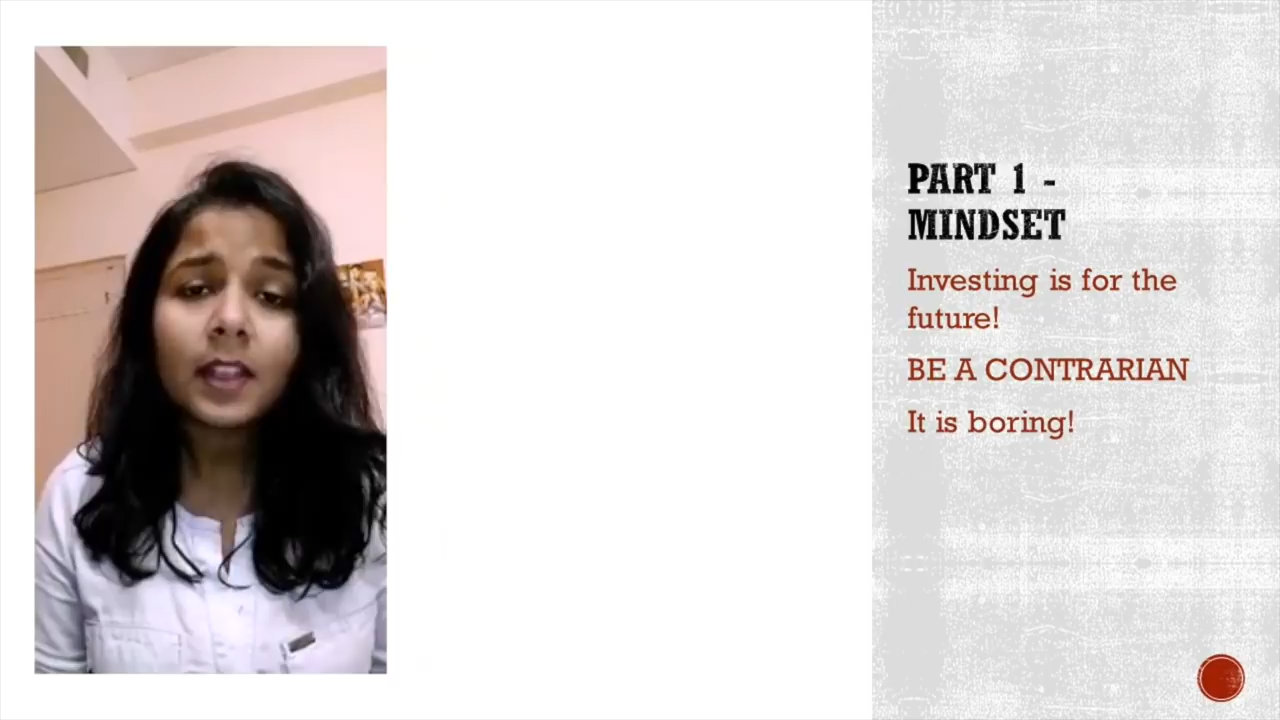 PART 1 -
MINDSET
Investing is for the
future!
BE A CONTRARIAN
It is boring!